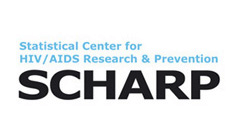 Statistical Center for
HIV/AIDS Research & Prevention
SCHARP